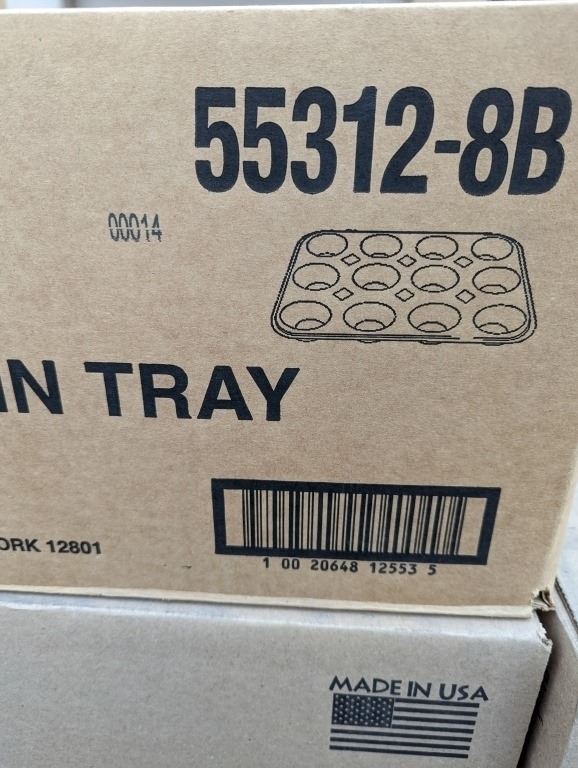 55312-8B
00014
IN TRAY
ORK 12801
1 00 20648 12553 5
MADE IN USA